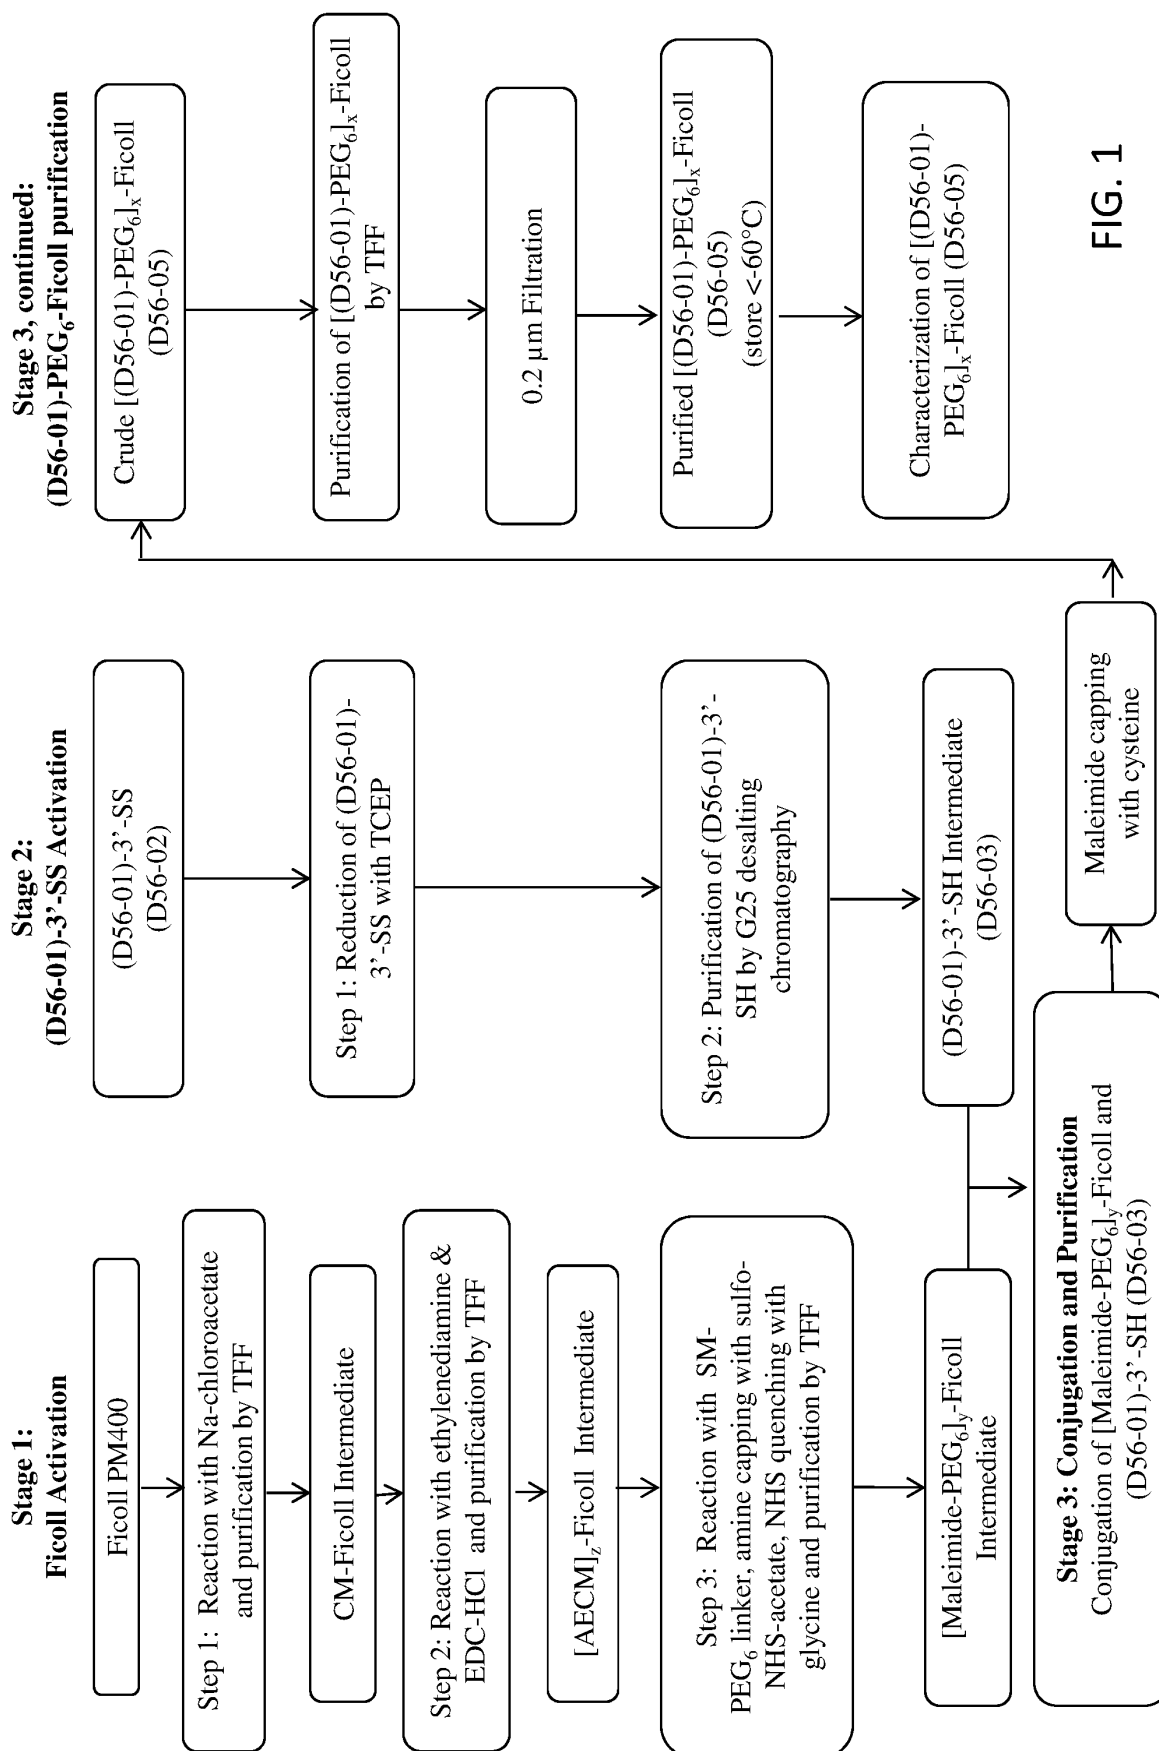 Stage 1:
Ficoll Activation
Ficoll PM400
Step 1: Reaction with Na-chloroacetate
and purification by TFF
CM-Ficoll Intermediate
Step 2: Reaction with ethylenediamine &
EDC-HCl and purification by TFF
[AECM]z-Ficoll Intermediate
Step 3: Reaction with SM-
PEG6 linker, amine capping with sulfo-
NHS-acetate, NHS quenching with
glycine and purification by TFF
[Maleimide-PEG6]y-Ficoll
Intermediate
Stage 2:
(D56-01)-3’-SS Activation
(D56-01)-3’-SS
(D56-02)
Step 1: Reduction of (D56-01)-
3’-SS with TCEP
Step 2: Purification of (D56-01)-3’-
SH by G25 desalting
chromatography
(D56-01)-3’-SH Intermediate
(D56-03)
Stage 3: Conjugation and Purification
Conjugation of [Maleimide-PEG6]y-Ficoll and
(D56-01)-3’-SH (D56-03)
Maleimide capping
with cysteine
Stage 3, continued:
(D56-01)-PEG6-Ficoll purification
Crude [(D56-01)-PEG6]x-Ficoll
(D56-05)
Purification of [(D56-01)-PEG6]x-Ficoll
by TFF
0.2 µm Filtration
Purified [(D56-01)-PEG6]x-Ficoll
(D56-05)
(store <-60°C)
Characterization of [(D56-01)-
PEG6]x-Ficoll (D56-05)
FIG. 1